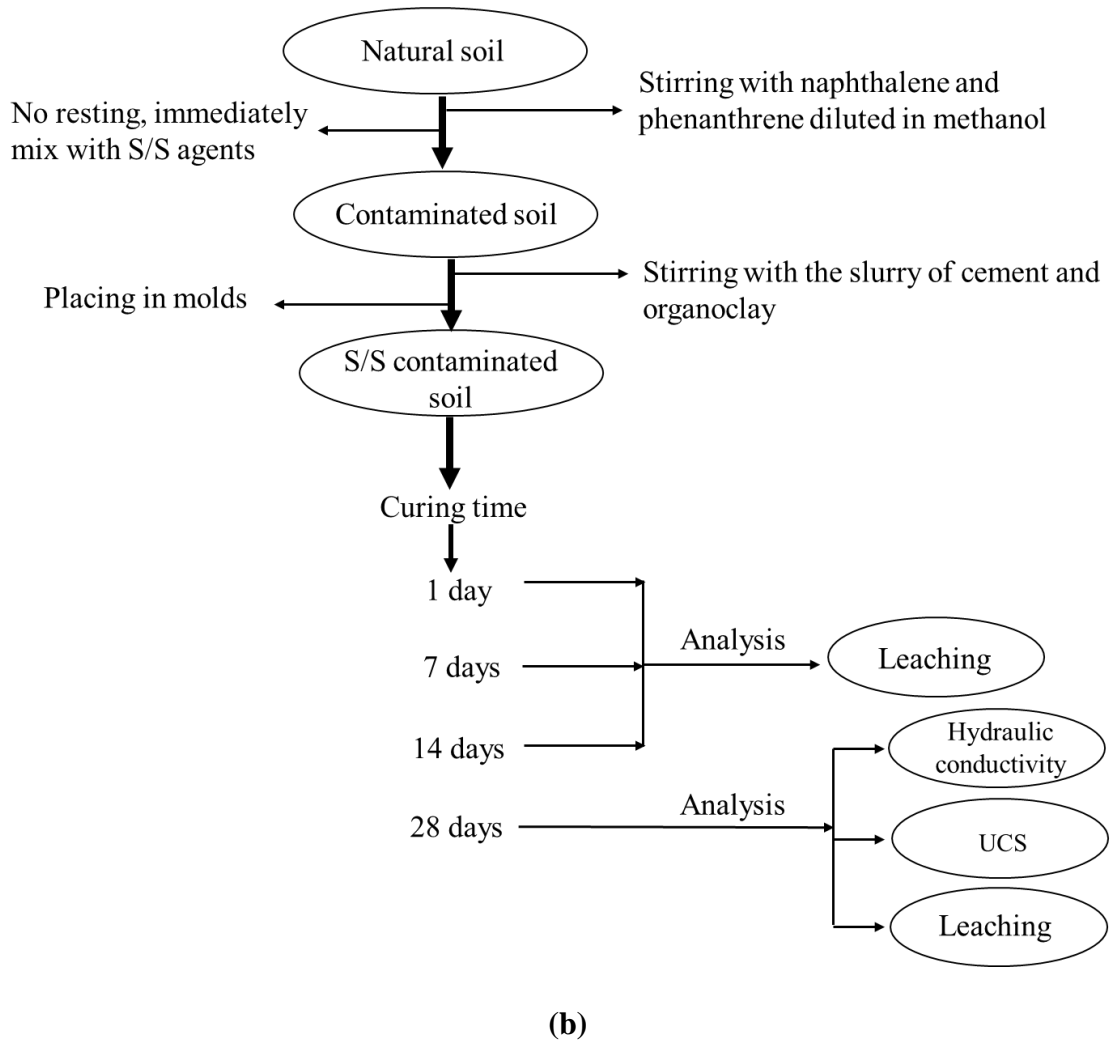 Natural soil
Stirring with naphthalene and
phenanthrene diluted in methanol
No resting, immediately
mix with S/S agents
Contaminated soil
Stirring with the slurry of cement and
organoclay
Placing in molds
S/S contaminated
soil
Curing time
1 day
7 days
14 days
Analysis
Leaching
28 days
Analysis
Hydraulic
conductivity
UCS
Leaching
(b)